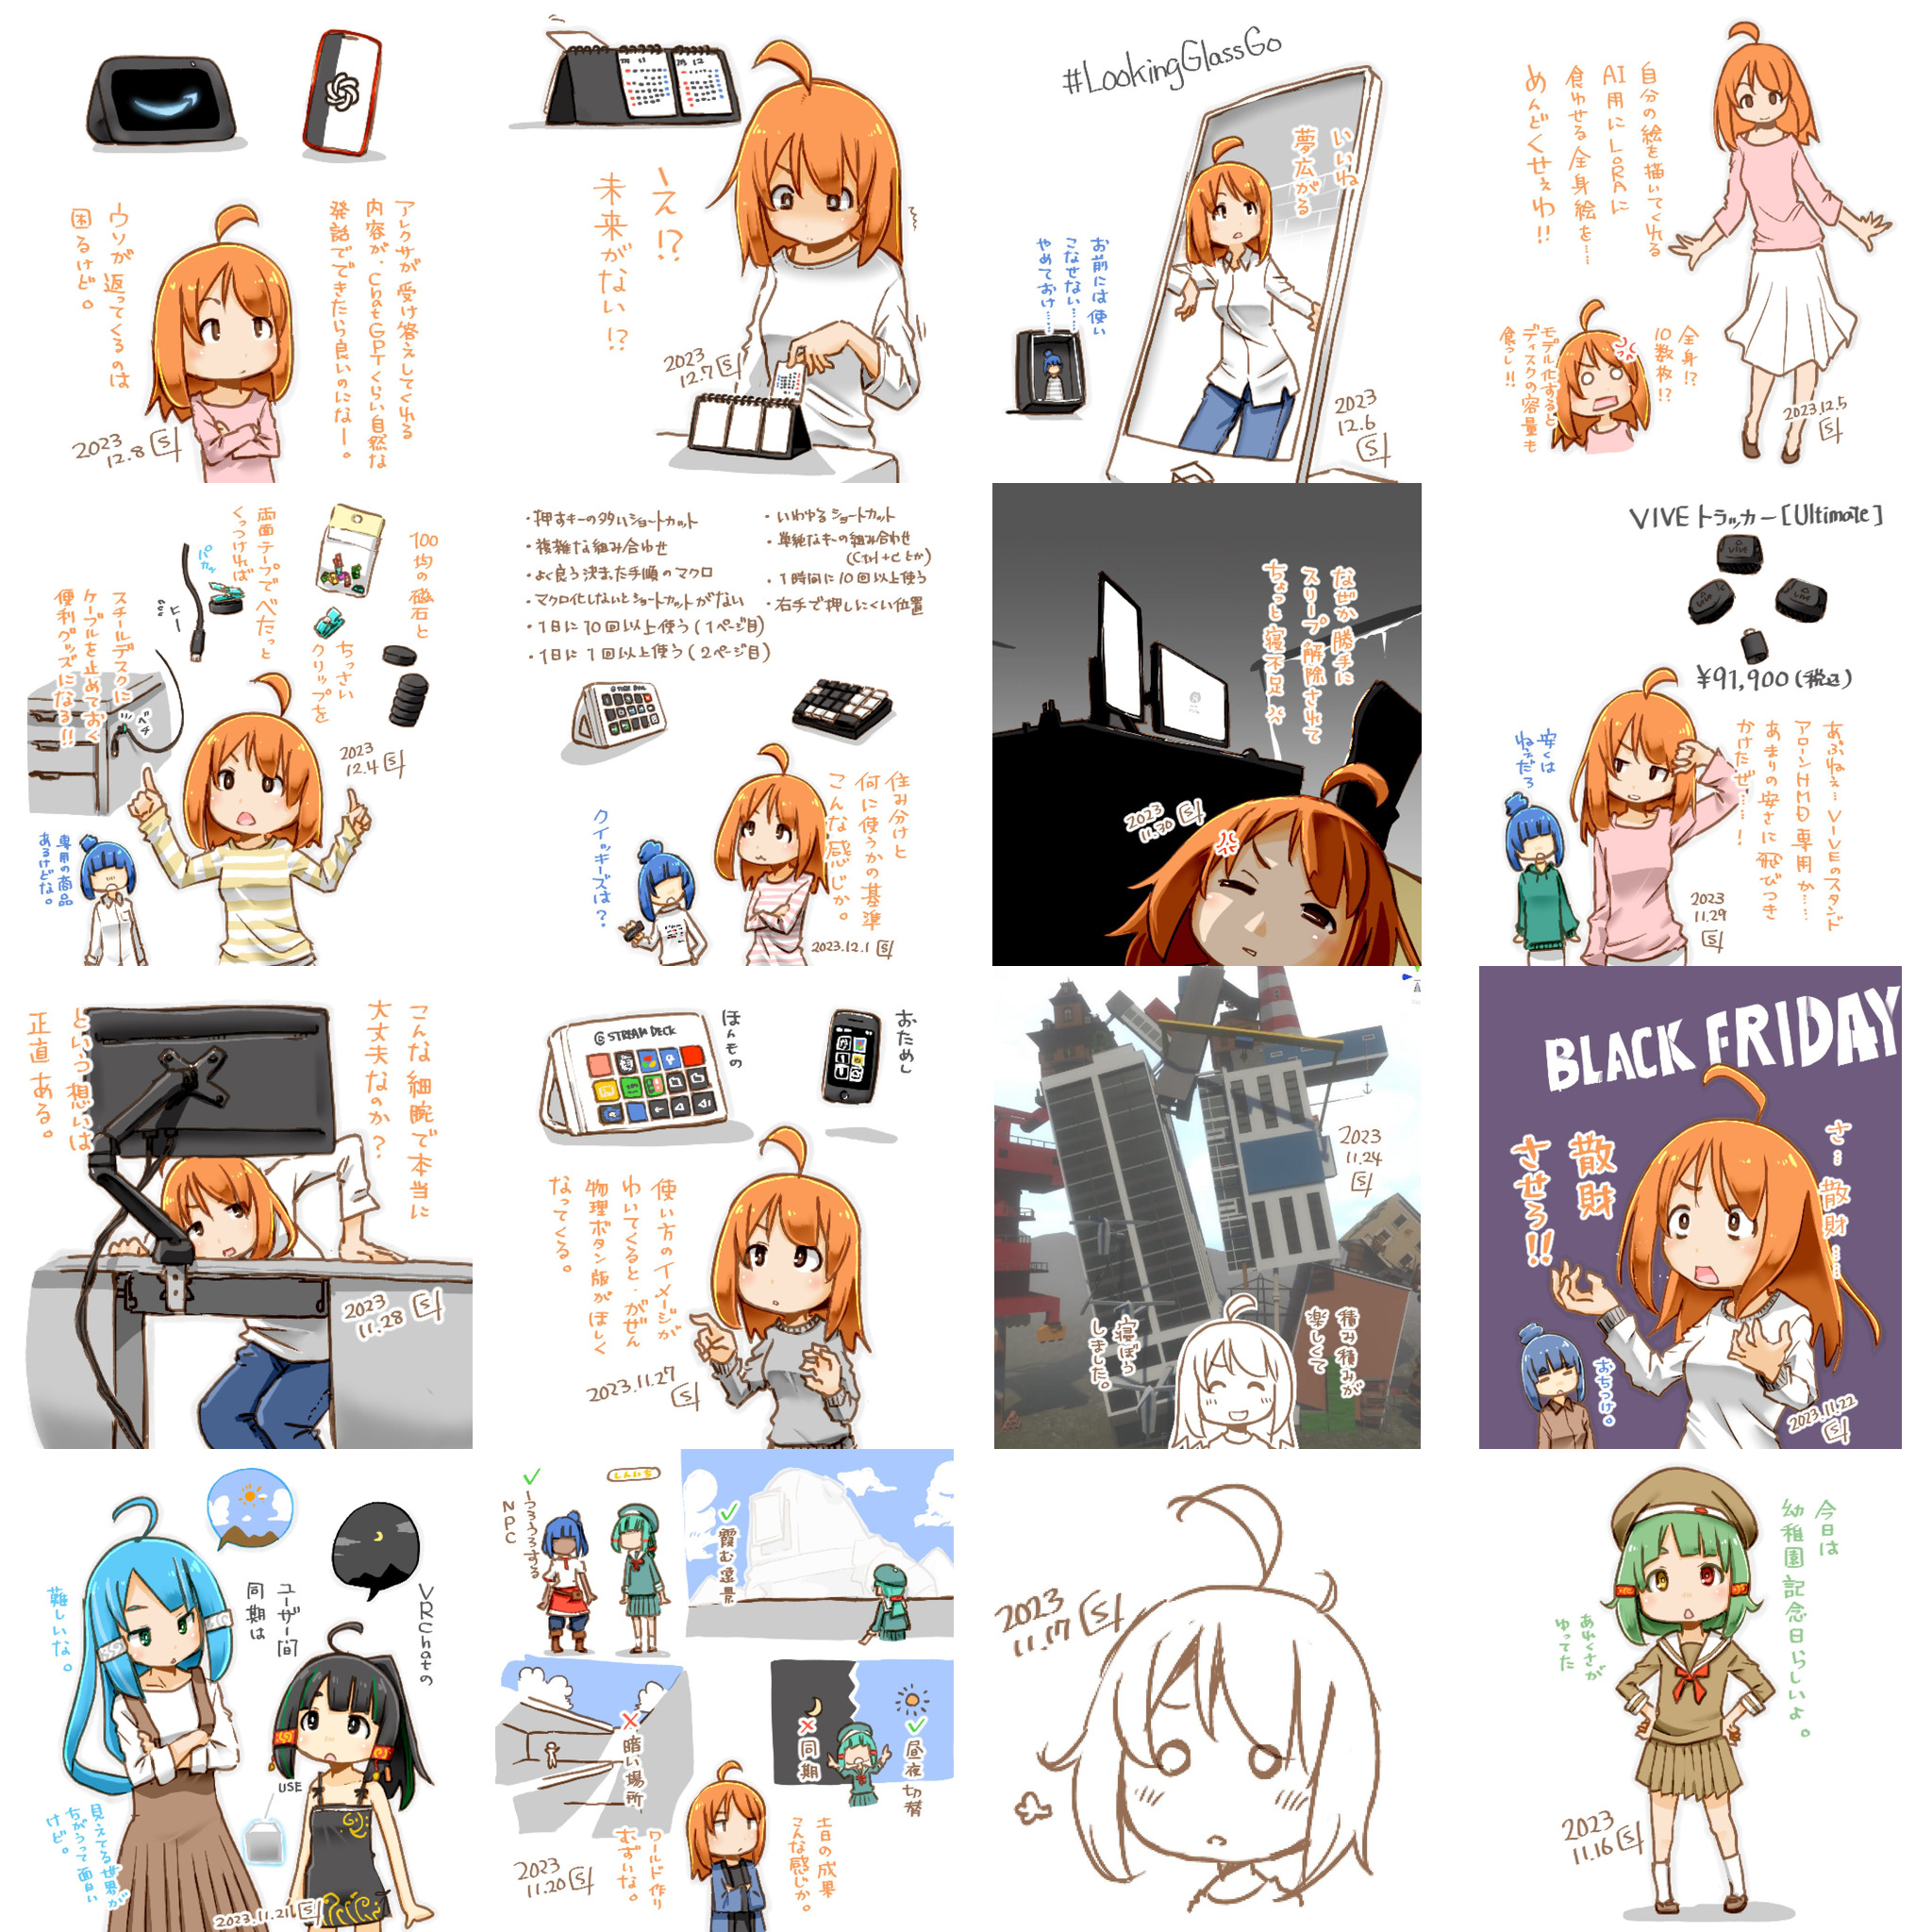 アレクサが受け答えしてくれる
内容が、ChatGPTくらい自然な
発話でできたら良いのになー。
ウソが返ってくるのは
困るけど。
2023
12.8
え!?
未来がない!?
2023
12.7
#LookingGlassGo
いいね
夢広がる
お前には使い
こなせない……
やめておけ……
2023
12.6
自分の絵を描いてくれる
AI用にLoRAに
食わせる全身絵を……
めんどくせぇわ!!
全身!?
10数枚!?
モデル化すると
ディスクの容量も
食うし!!
2023.12.5
100均の磁石と
ちっさい
クリップを
両面テープでべたっと
くっつければ
パカッ
スチールデスクに
ケーブルを止めておく
便利グッズになる!!
専用の商品
あるけどな。
2023
12.4
・押すキーの多いショートカット
・複雑な組み合わせ
・よく良う決まった手順のマクロ
・マクロ化しないとショートカットがない
・1日に10回以上使う(1ページ目)
・1日に1回以上使う(2ページ目)
・いわゆるショートカット
・単純なキーの組み合わせ
(Ctrl+Cとか)
・1時間に10回以上使う
・右手で押しにくい位置
住み分けと
何に使うかの基準
こんな感じか。
クイッキーズは?
2023.12.1
なぜか勝手に
スリープ解除されて
ちょっと寝不足。
2023
11.30
VIVEトラッカー[Ultimate]
VIVE
¥91,900(税込)
あぶねぇ…VIVEのスタンド
アローンHMD専用か……
あまりの安さに飛びつき
かけたぜ……!
安くは
ねぇだろ
2023
11.29
こんな細腕で本当に
大丈夫なのか?
という想いは
正直ある。
2023
11.28
STREAM DECK
ほんもの
おためし
使い方のイメージが
わいてくると、がぜん
物理ボタン版がほしく
なってくる。
2023.11.27
2023
11.24
積み積みが
楽しくて
寝ぼう
しました。
BLACK FRIDAY
さ…散財……
散財
させろ!!
おちつけ。
2023.11.22
VRChatの
ユーザー間
同期は
難しいな。
USE
見えてる世界が
ちがうって面白い
けど。
2023.11.21
✓うろうろする
NPC
しんいち
✓霞む遠景
×暗い場所
×同期
✓昼夜切替
土日の成果
こんな感じか。
ワールド作り
むずいな。
2023
11.20
2023
11.17
今日は
幼稚園記念日らしいよ。
あれくさが
ゆってた
2023
11.16